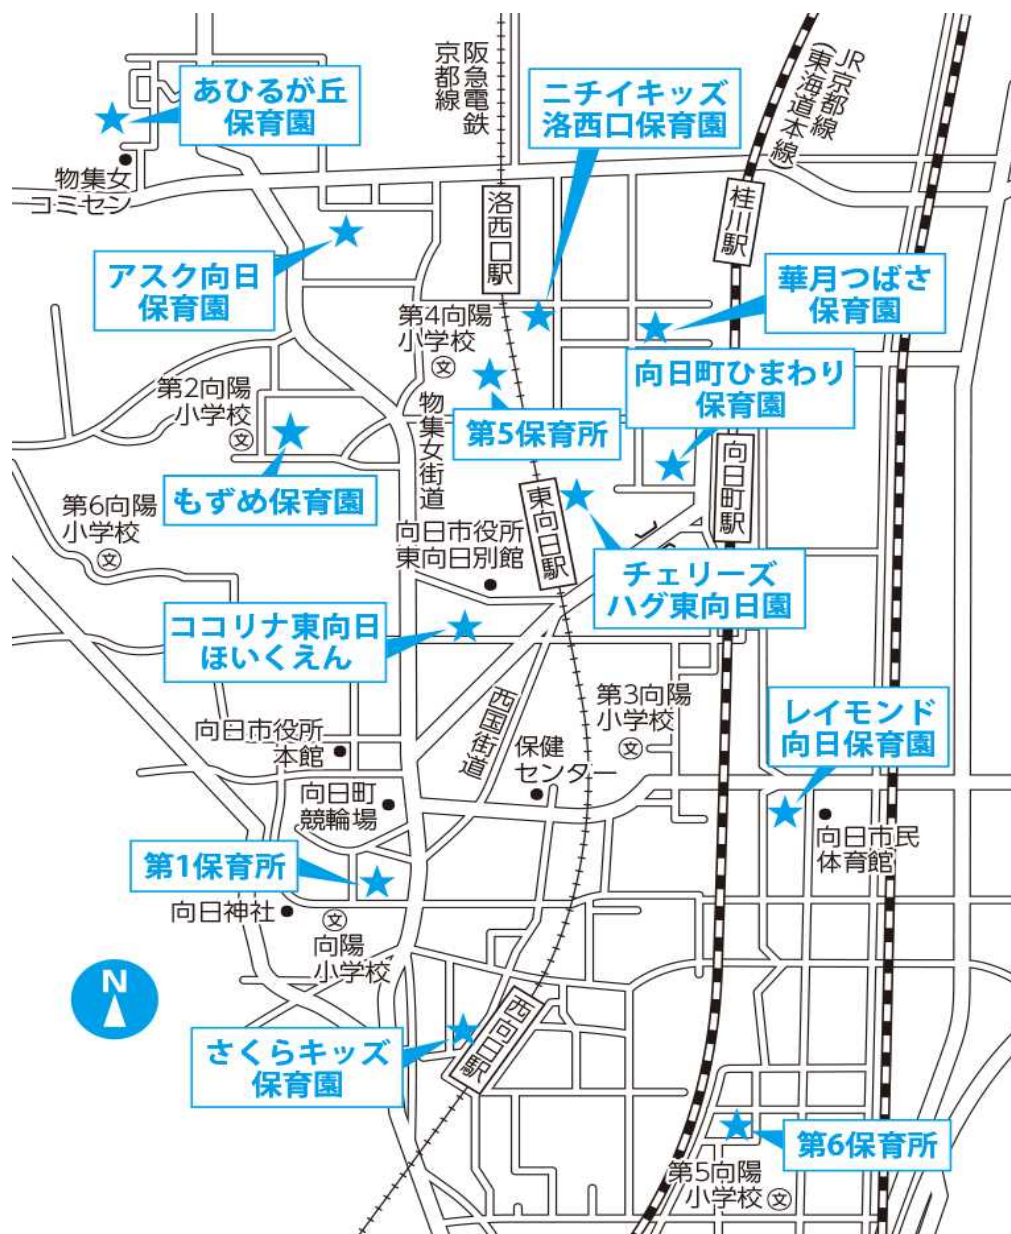 あひるが丘
保育園
阪急電鉄
京都線
ニチイキッズ
洛西口保育園
JR京都線
(東海道本線)
物集女
コミセン
洛西口駅
桂川駅
アスク向日
保育園
華月つばさ
保育園
第4向陽
小学校
文
向日町ひまわり
保育園
第2向陽
小学校
文
物集女街道
第5保育所
向日町駅
もずめ保育園
第6向陽
小学校
文
東向日駅
向日市役所
東向日別館
チェリーズ
ハグ東向日園
ココリナ東向日
ほいくえん
西国街道
第3向陽
小学校
文
レイモンド
向日保育園
向日市役所
本館
保健
センター
向日町
競輪場
向日市民
体育館
第1保育所
向日神社
文
向陽
小学校
N
西向日駅
さくらキッズ
保育園
第6保育所
第5向陽
小学校
文